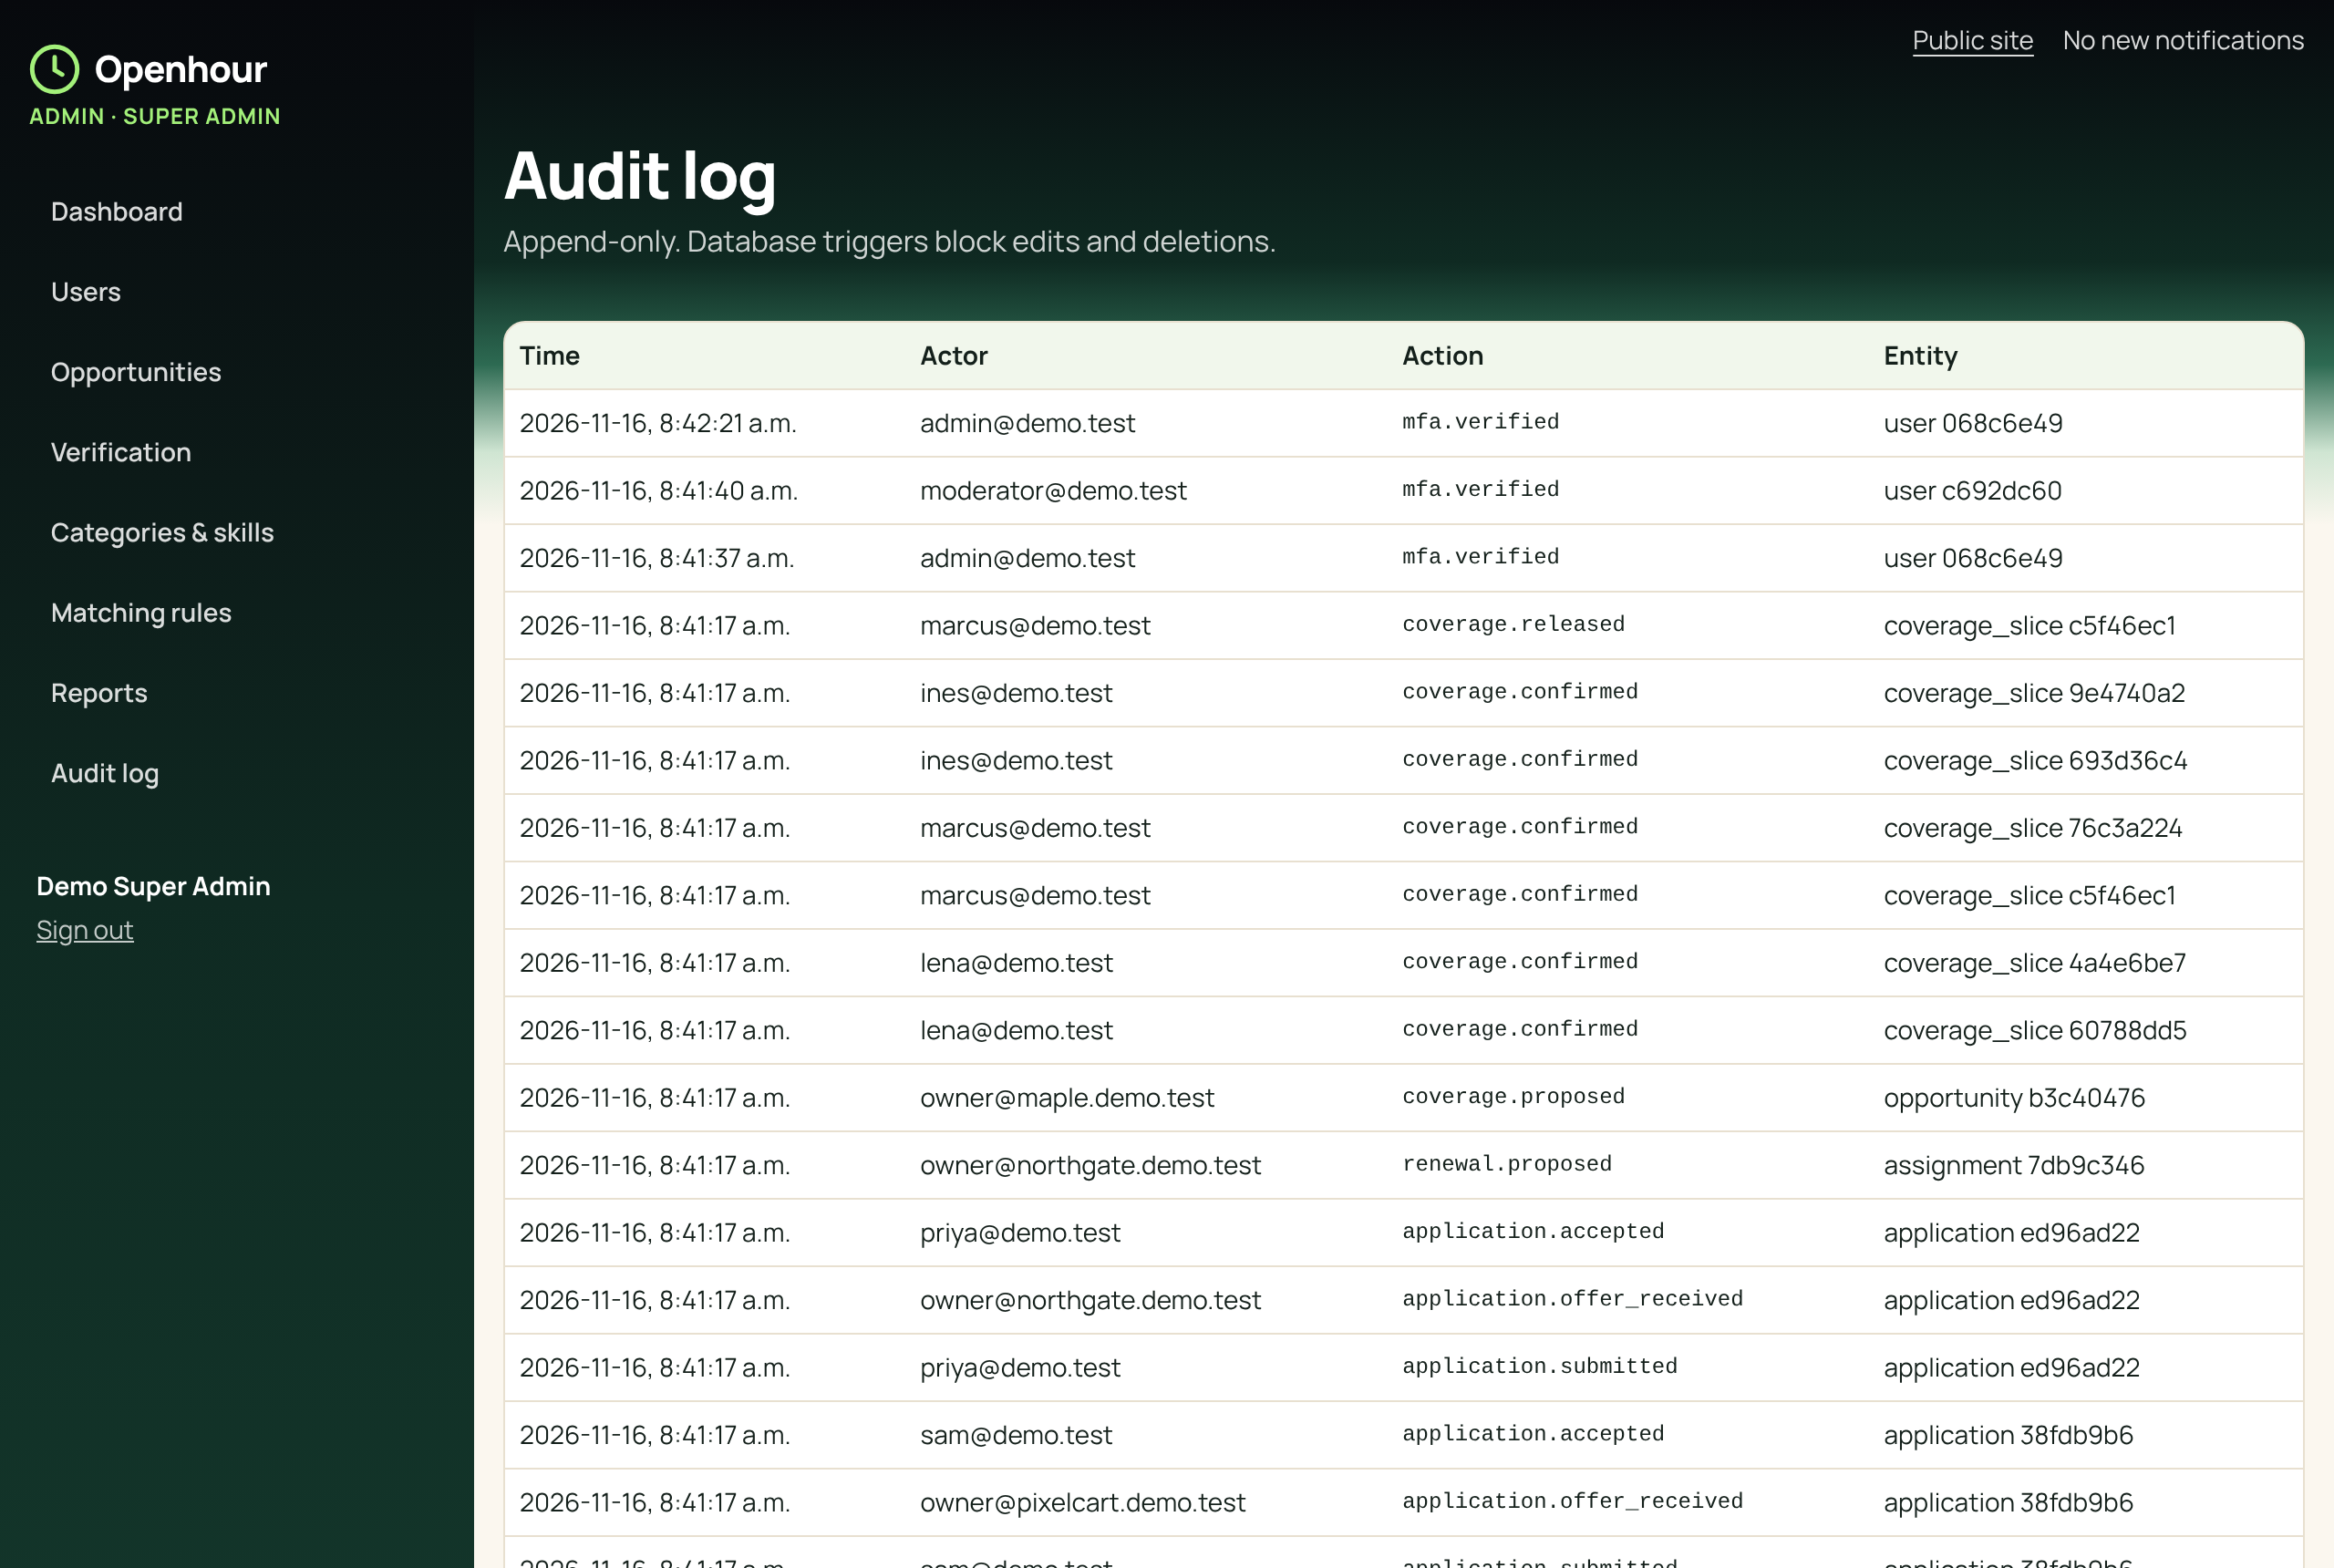 Openhour
ADMIN · SUPER ADMIN
Dashboard
Users
Opportunities
Verification
Categories & skills
Matching rules
Reports
Audit log
Demo Super Admin
Sign out
Public site No new notifications
Audit log
Append-only. Database triggers block edits and deletions.
Time Actor Action Entity
2026-11-16, 8:42:21 a.m. admin@demo.test mfa.verified user 068c6e49
2026-11-16, 8:41:40 a.m. moderator@demo.test mfa.verified user c692dc60
2026-11-16, 8:41:37 a.m. admin@demo.test mfa.verified user 068c6e49
2026-11-16, 8:41:17 a.m. marcus@demo.test coverage.released coverage_slice c5f46ec1
2026-11-16, 8:41:17 a.m. ines@demo.test coverage.confirmed coverage_slice 9e4740a2
2026-11-16, 8:41:17 a.m. ines@demo.test coverage.confirmed coverage_slice 693d36c4
2026-11-16, 8:41:17 a.m. marcus@demo.test coverage.confirmed coverage_slice 76c3a224
2026-11-16, 8:41:17 a.m. marcus@demo.test coverage.confirmed coverage_slice c5f46ec1
2026-11-16, 8:41:17 a.m. lena@demo.test coverage.confirmed coverage_slice 4a4e6be7
2026-11-16, 8:41:17 a.m. lena@demo.test coverage.confirmed coverage_slice 60788dd5
2026-11-16, 8:41:17 a.m. owner@maple.demo.test coverage.proposed opportunity b3c40476
2026-11-16, 8:41:17 a.m. owner@northgate.demo.test renewal.proposed assignment 7db9c346
2026-11-16, 8:41:17 a.m. priya@demo.test application.accepted application ed96ad22
2026-11-16, 8:41:17 a.m. owner@northgate.demo.test application.offer_received application ed96ad22
2026-11-16, 8:41:17 a.m. priya@demo.test application.submitted application ed96ad22
2026-11-16, 8:41:17 a.m. sam@demo.test application.accepted application 38fdb9b6
2026-11-16, 8:41:17 a.m. owner@pixelcart.demo.test application.offer_received application 38fdb9b6
2026-11-16, 8:41:17 a.m. sam@demo.test application.submitted application 38fdb9b6